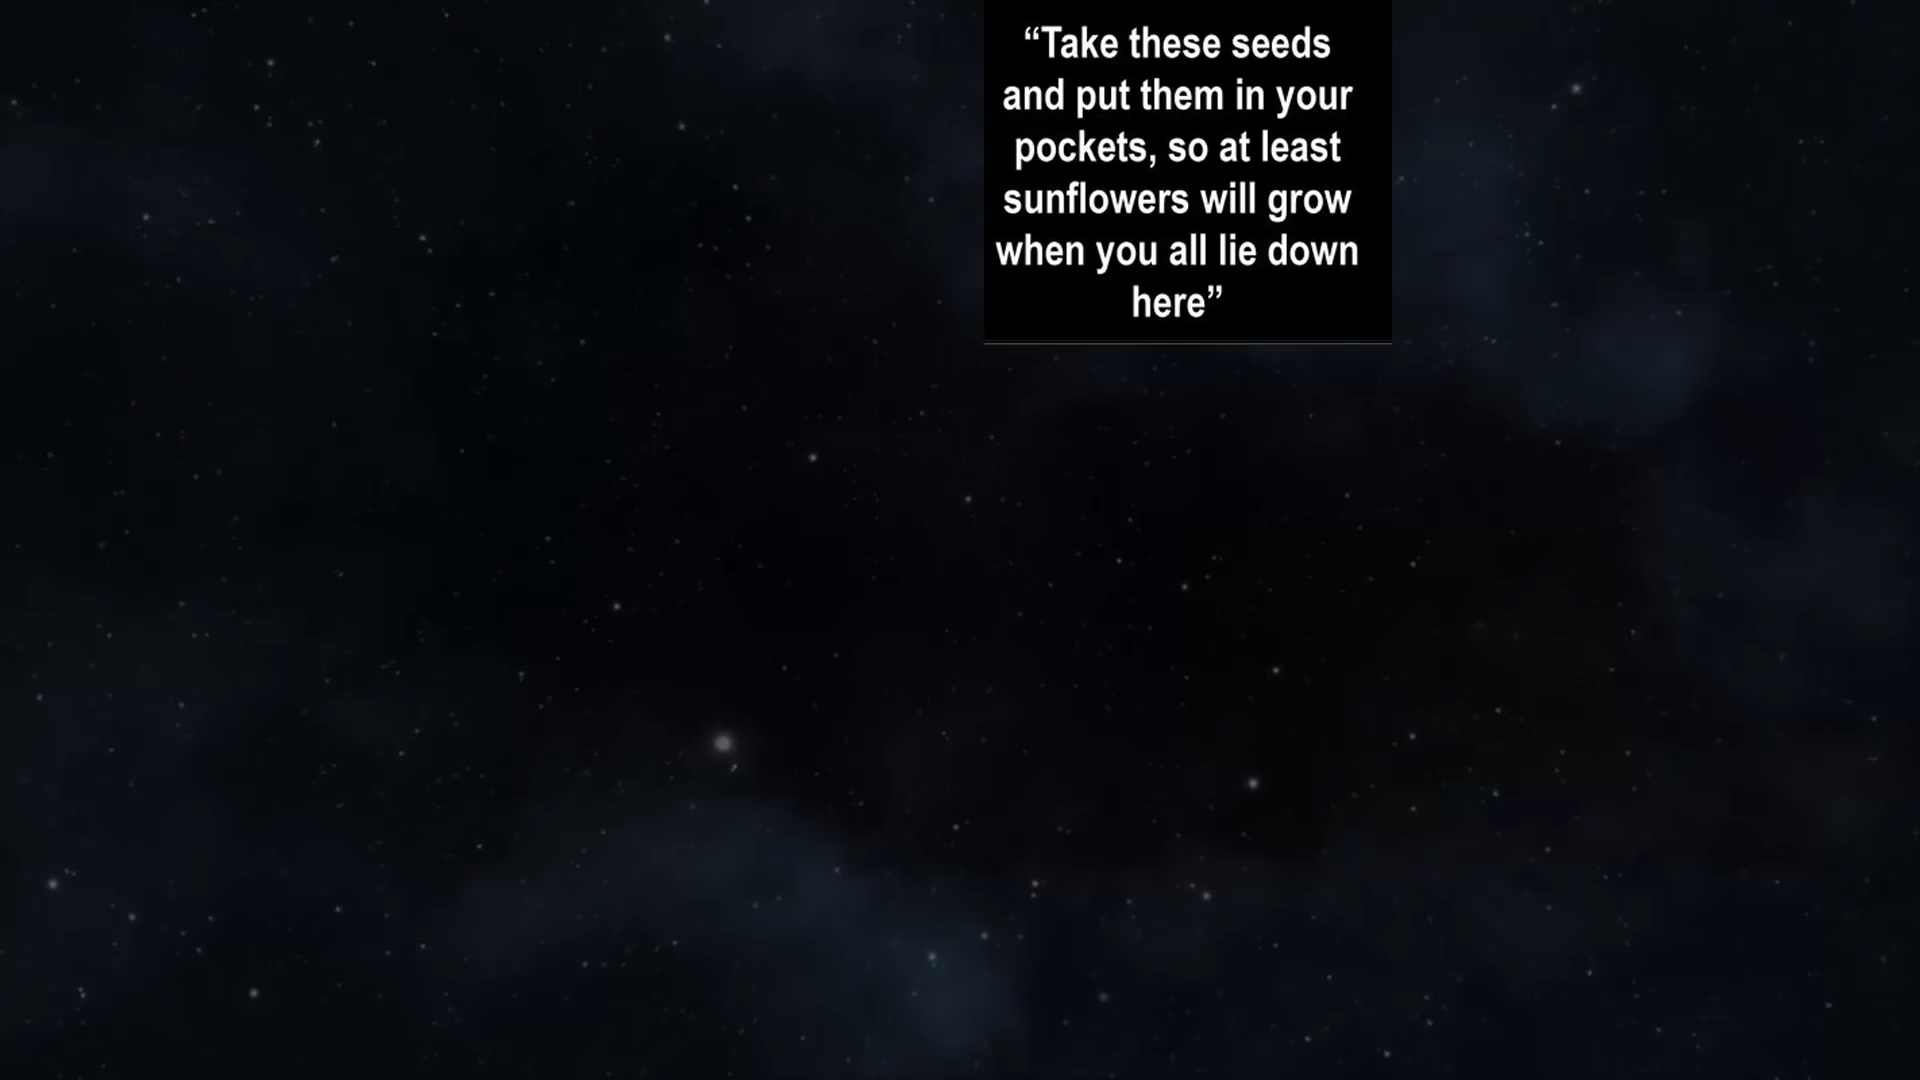 “Take these seeds
and put them in your
pockets, so at least
sunflowers will grow
when you all lie down
here”